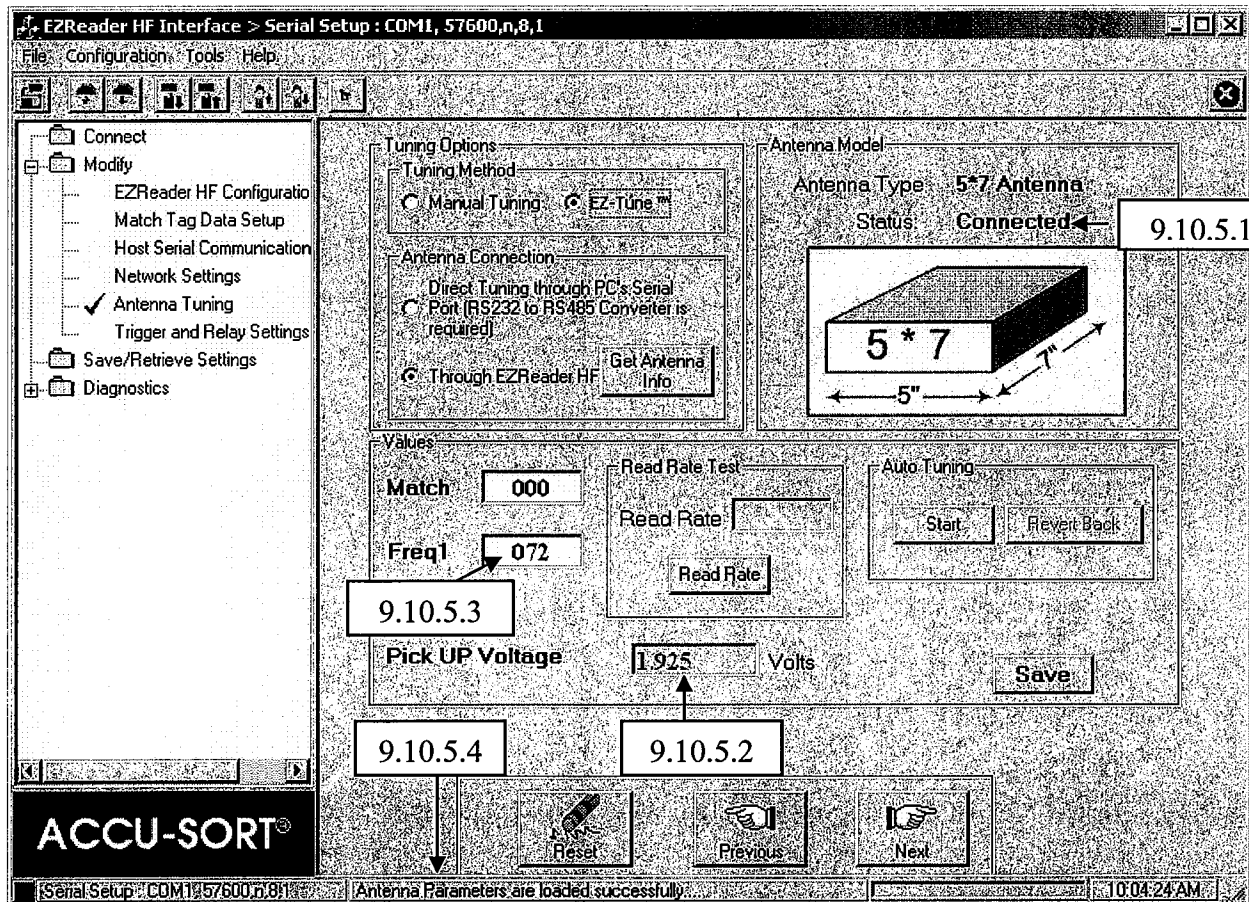 EZReader HF Interface > Serial Setup : COM1, 57600,n,8,1
File Configuration Tools Help
Connect
Modify
EZReader HF Configuratio
Match Tag Data Setup
Host Serial Communication
Network Settings
Antenna Tuning
Trigger and Relay Settings
Save/Retrieve Settings
Diagnostics
ACCU-SORT®
Tuning Options
Tuning Method
Manual Tuning
EZ-Tune ™
Antenna Connection
Direct Tuning through PC's Serial
Port (RS232 to RS485 Converter is
required)
Through EZReader HF
Get Antenna
Info
Antenna Model
Antenna Type 5*7 Antenna
Status: Connected
9.10.5.1
5 * 7
7"
5"
Values
Match 000
Freq1 072
9.10.5.3
Read Rate Test
Read Rate
Read Rate
Auto Tuning
Start
Revert Back
Pick UP Voltage 1.925 Volts
Save
9.10.5.4
9.10.5.2
Reset
Previous
Next
Serial Setup : COM1, 57600,n,8,1
Antenna Parameters are loaded successfully....
10:04:24 AM